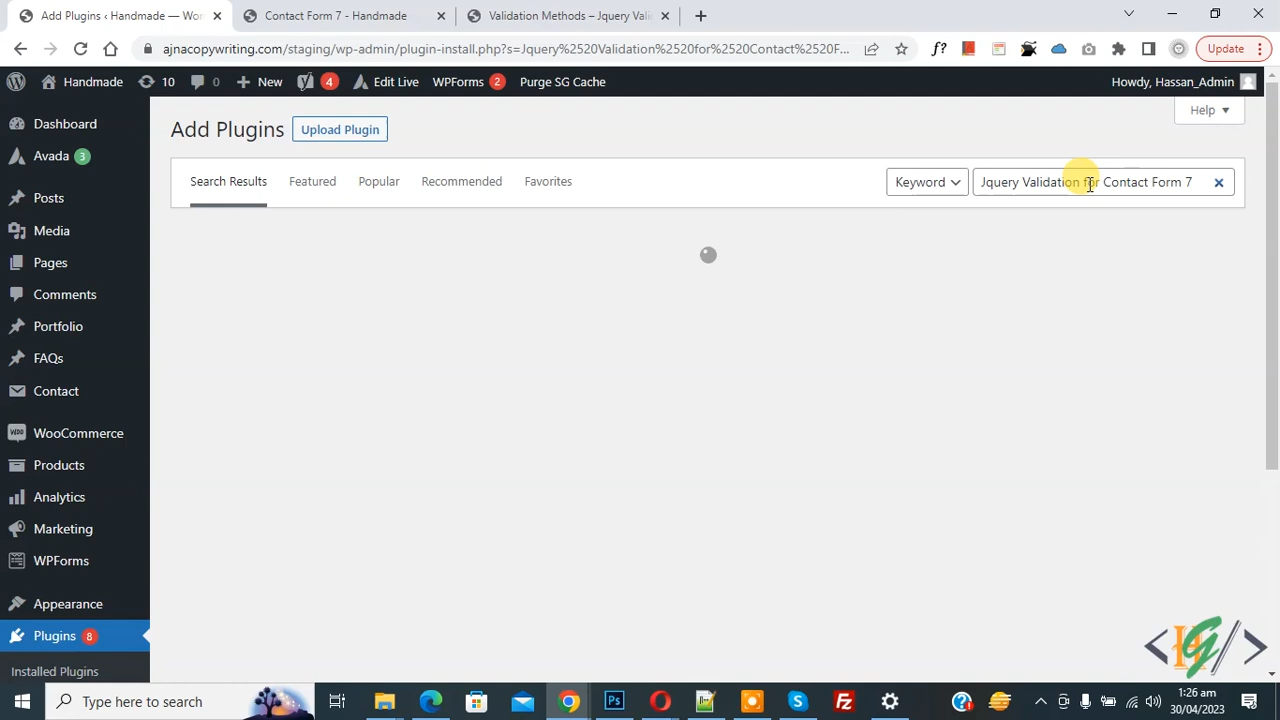 Add Plugins ‹ Handmade — Wor
Contact Form 7 - Handmade
Validation Methods – Jquery Vali
ajnacopywriting.com/staging/wp-admin/plugin-install.php?s=Jquery%2520Validation%2520for%2520Contact%2520F...
f?
Update
Handmade
10
0
New
4
Edit Live
WPForms 2
Purge SG Cache
Howdy, Hassan_Admin
Help
Add Plugins
Upload Plugin
Search Results
Featured
Popular
Recommended
Favorites
Keyword
Jquery Validation for Contact Form 7
Dashboard
Avada 3
Posts
Media
Pages
Comments
Portfolio
FAQs
Contact
WooCommerce
Products
Analytics
Marketing
WPForms
Appearance
Plugins 8
Installed Plugins
<HG/>
Type here to search
Ps
1:26 am
30/04/2023